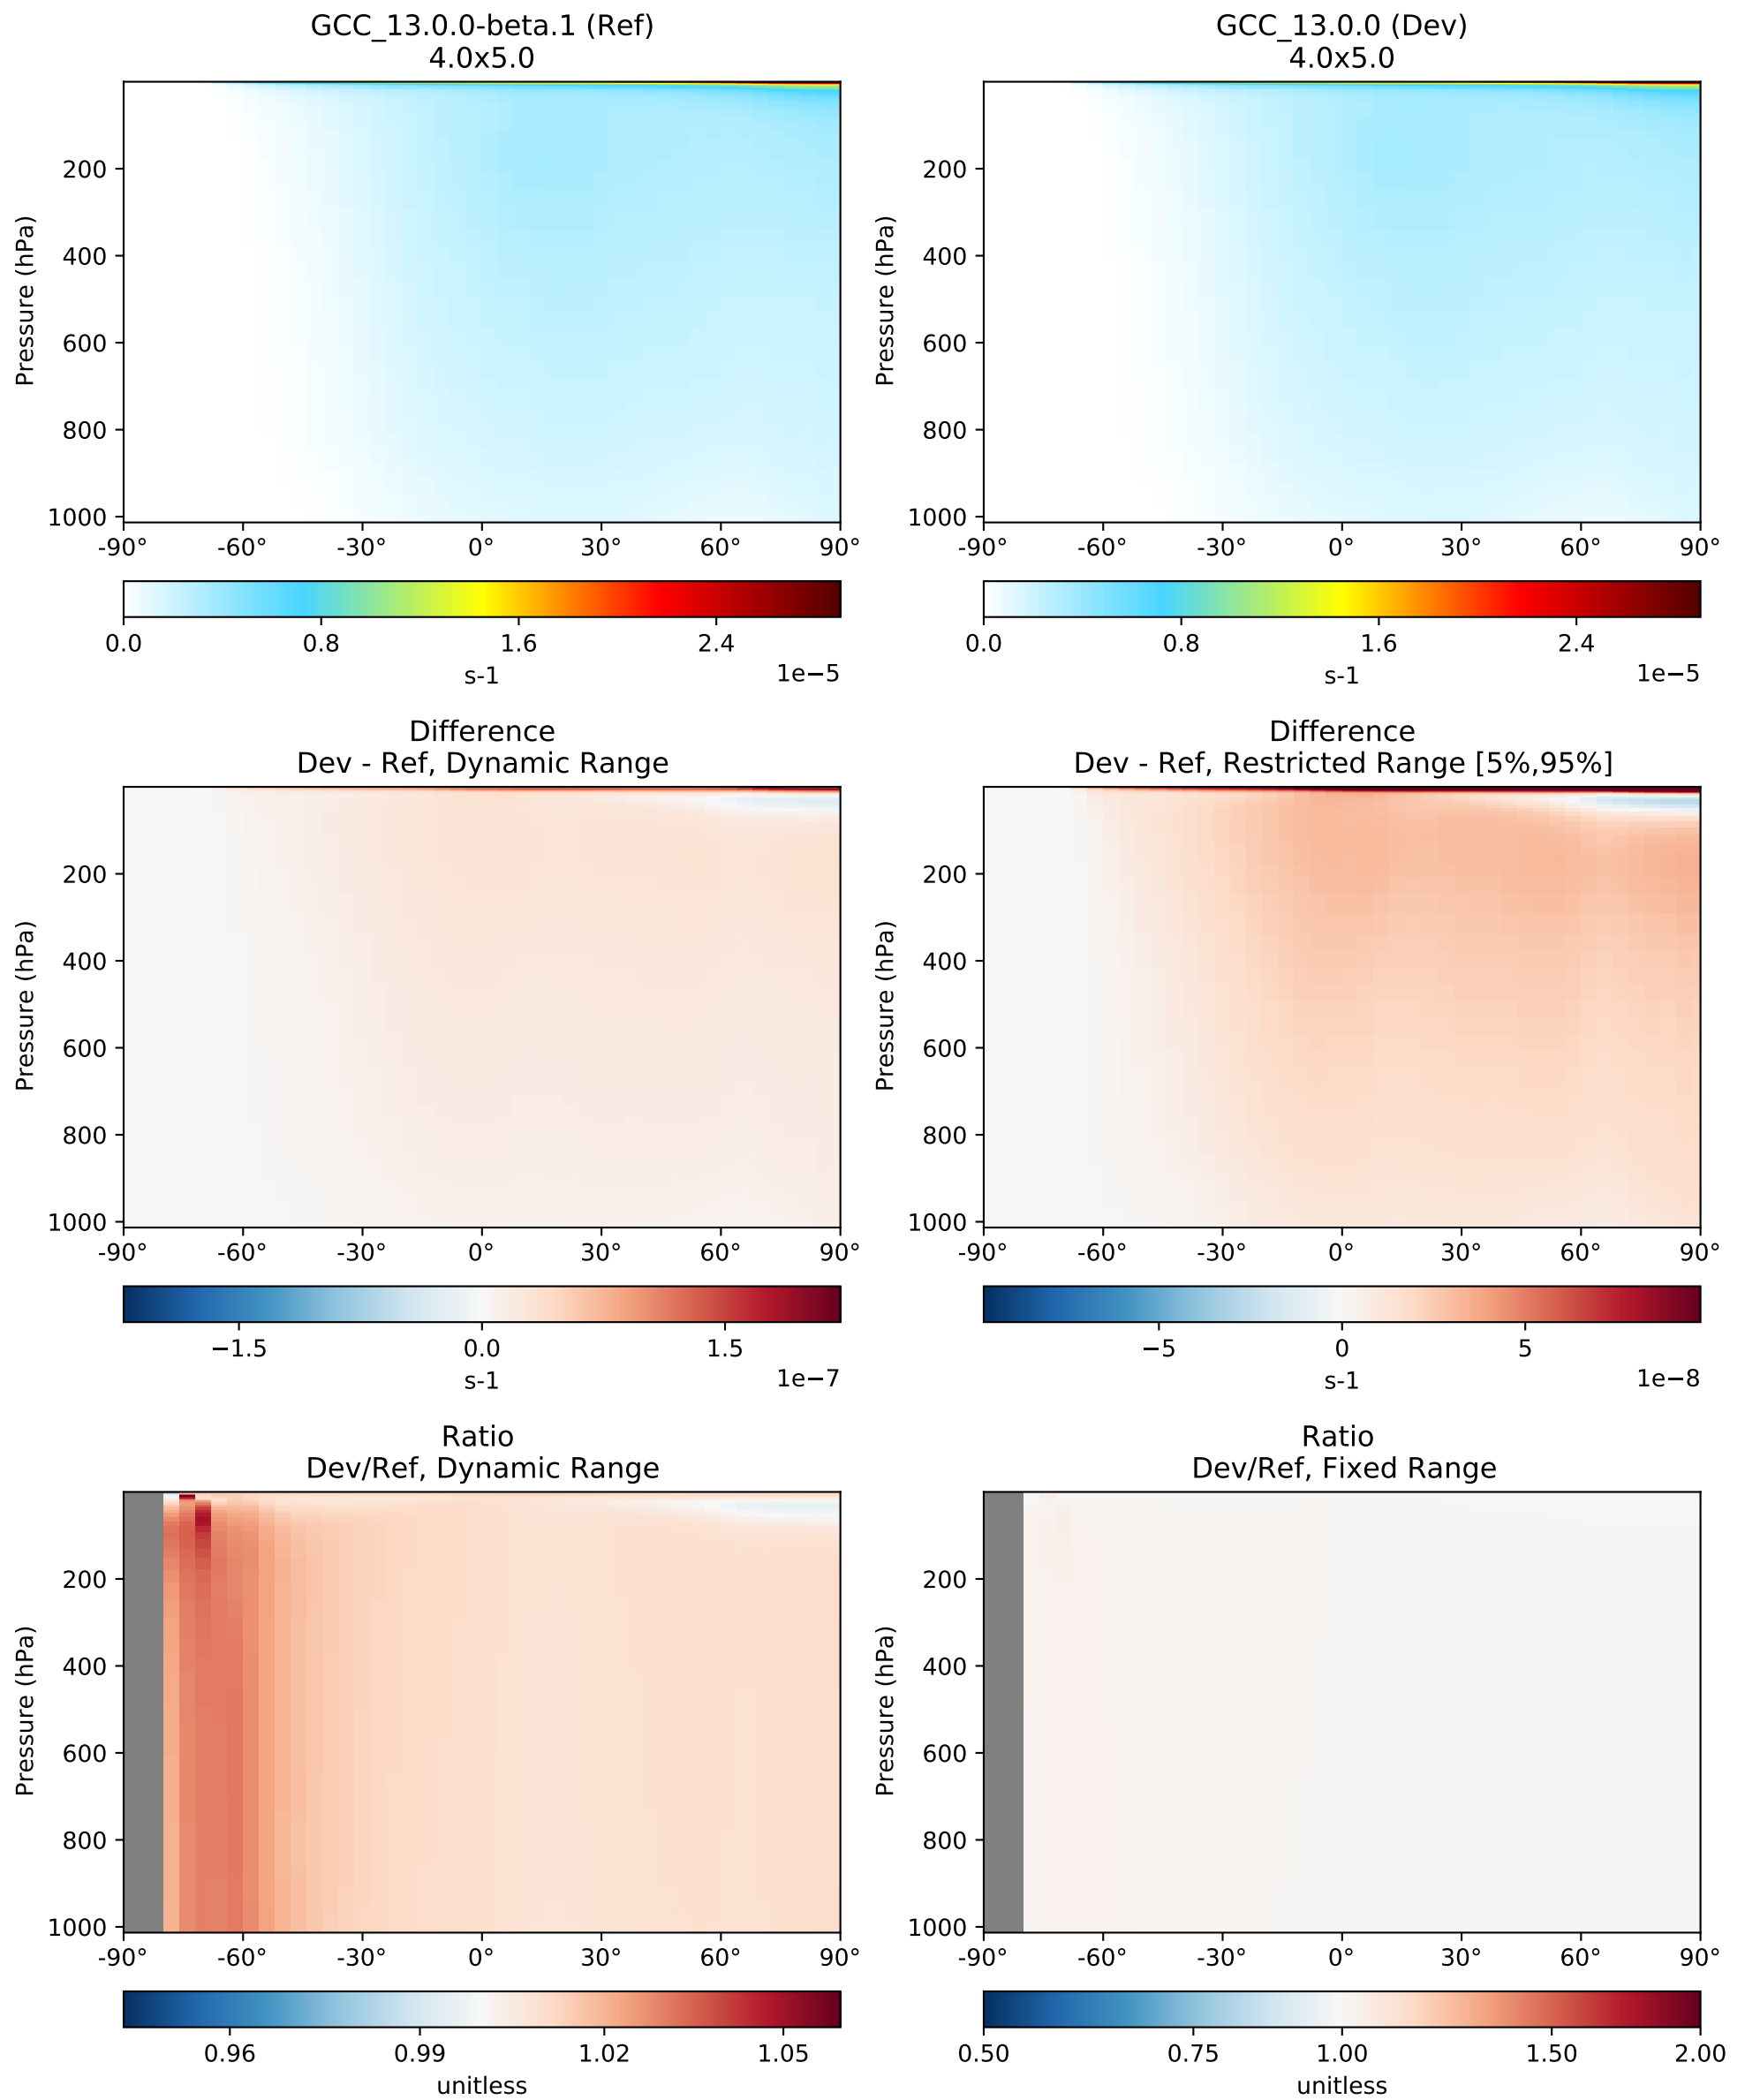 GCC_13.0.0-beta.1 (Ref)
4.0x5.0
Pressure (hPa)
200
400
600
800
1000
-90° -60° -30° 0° 30° 60° 90°
0.0 0.8 1.6 2.4
s-1 1e−5
GCC_13.0.0 (Dev)
4.0x5.0
Pressure (hPa)
200
400
600
800
1000
-90° -60° -30° 0° 30° 60° 90°
0.0 0.8 1.6 2.4
s-1 1e−5
Difference
Dev - Ref, Dynamic Range
Pressure (hPa)
200
400
600
800
1000
-90° -60° -30° 0° 30° 60° 90°
−1.5 0.0 1.5
s-1 1e−7
Difference
Dev - Ref, Restricted Range [5%,95%]
Pressure (hPa)
200
400
600
800
1000
-90° -60° -30° 0° 30° 60° 90°
−5 0 5
s-1 1e−8
Ratio
Dev/Ref, Dynamic Range
Pressure (hPa)
200
400
600
800
1000
-90° -60° -30° 0° 30° 60° 90°
0.96 0.99 1.02 1.05
unitless
Ratio
Dev/Ref, Fixed Range
Pressure (hPa)
200
400
600
800
1000
-90° -60° -30° 0° 30° 60° 90°
0.50 0.75 1.00 1.50 2.00
unitless